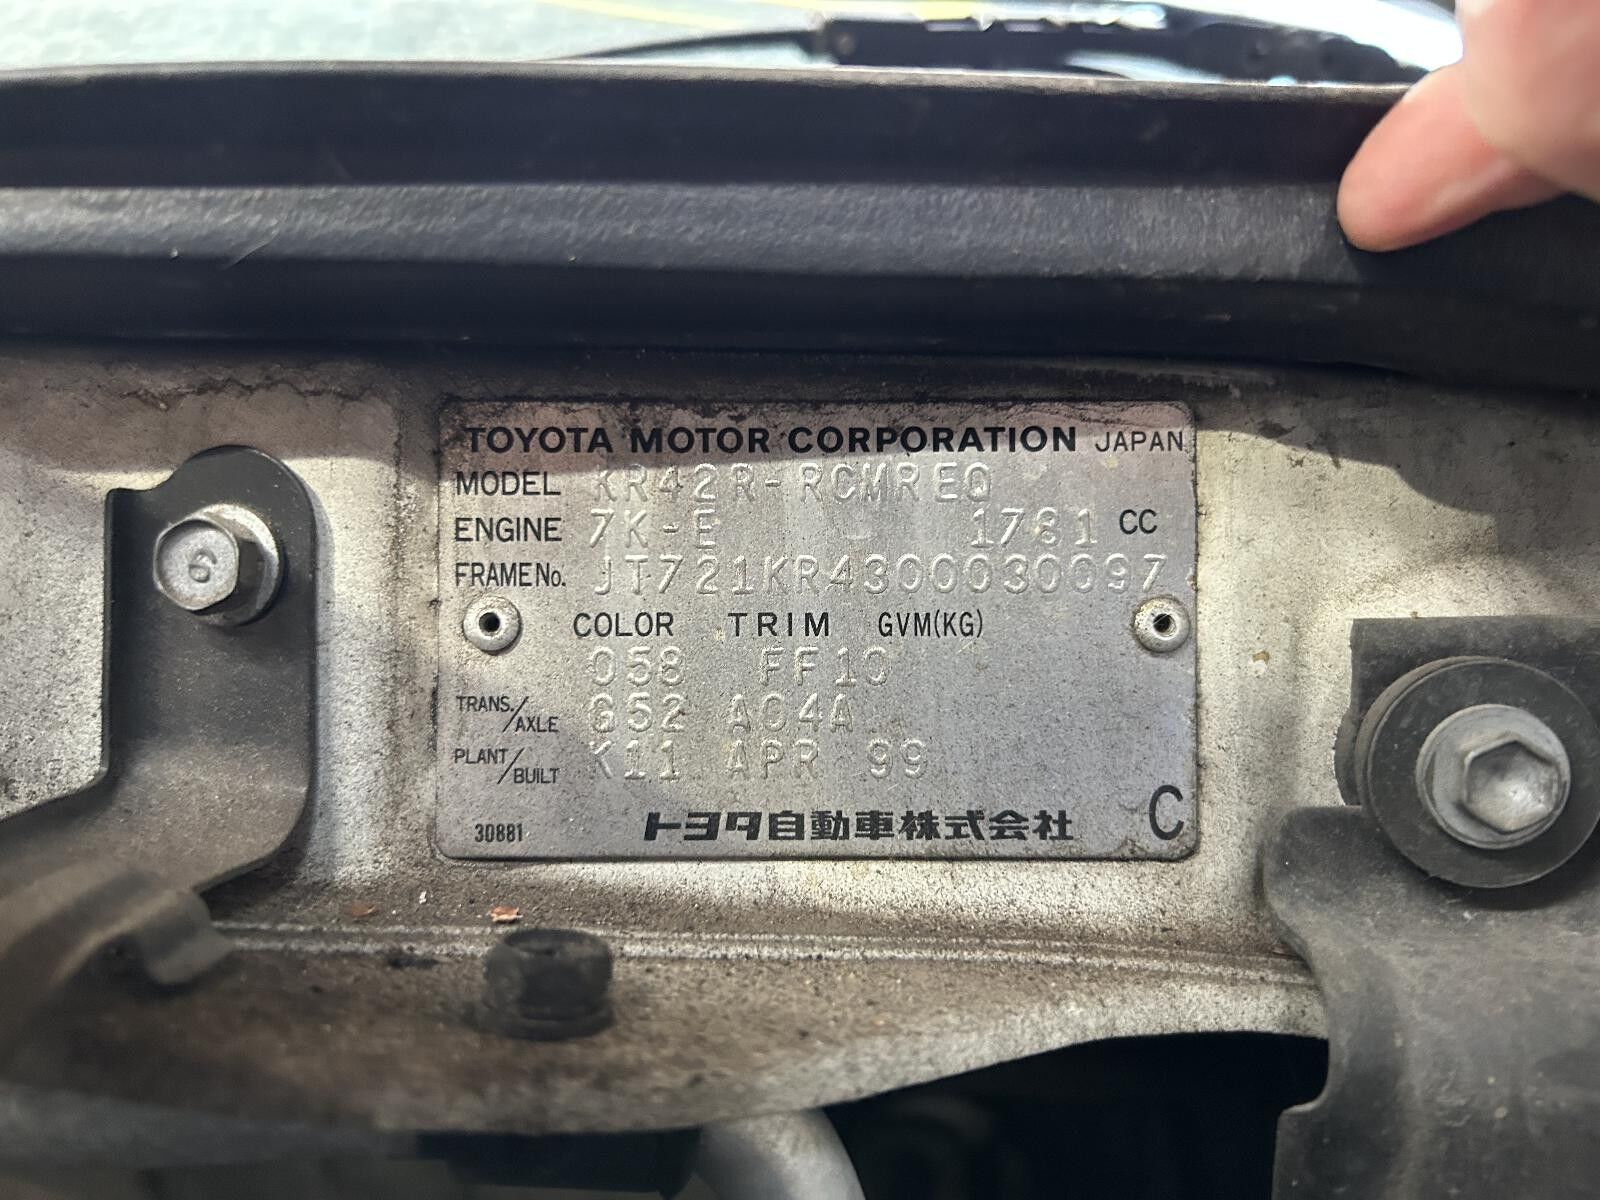 TOYOTA MOTOR CORPORATION JAPAN
MODEL KR42R-RCMREQ
ENGINE 7K-E 1781 CC
FRAME No. JT721KR4300030097
COLOR TRIM GVM(KG)
058 FF10
TRANS./AXLE G52 A04A
PLANT/BUILT K11 APR 99
30881 トヨタ自動車株式会社 C
6